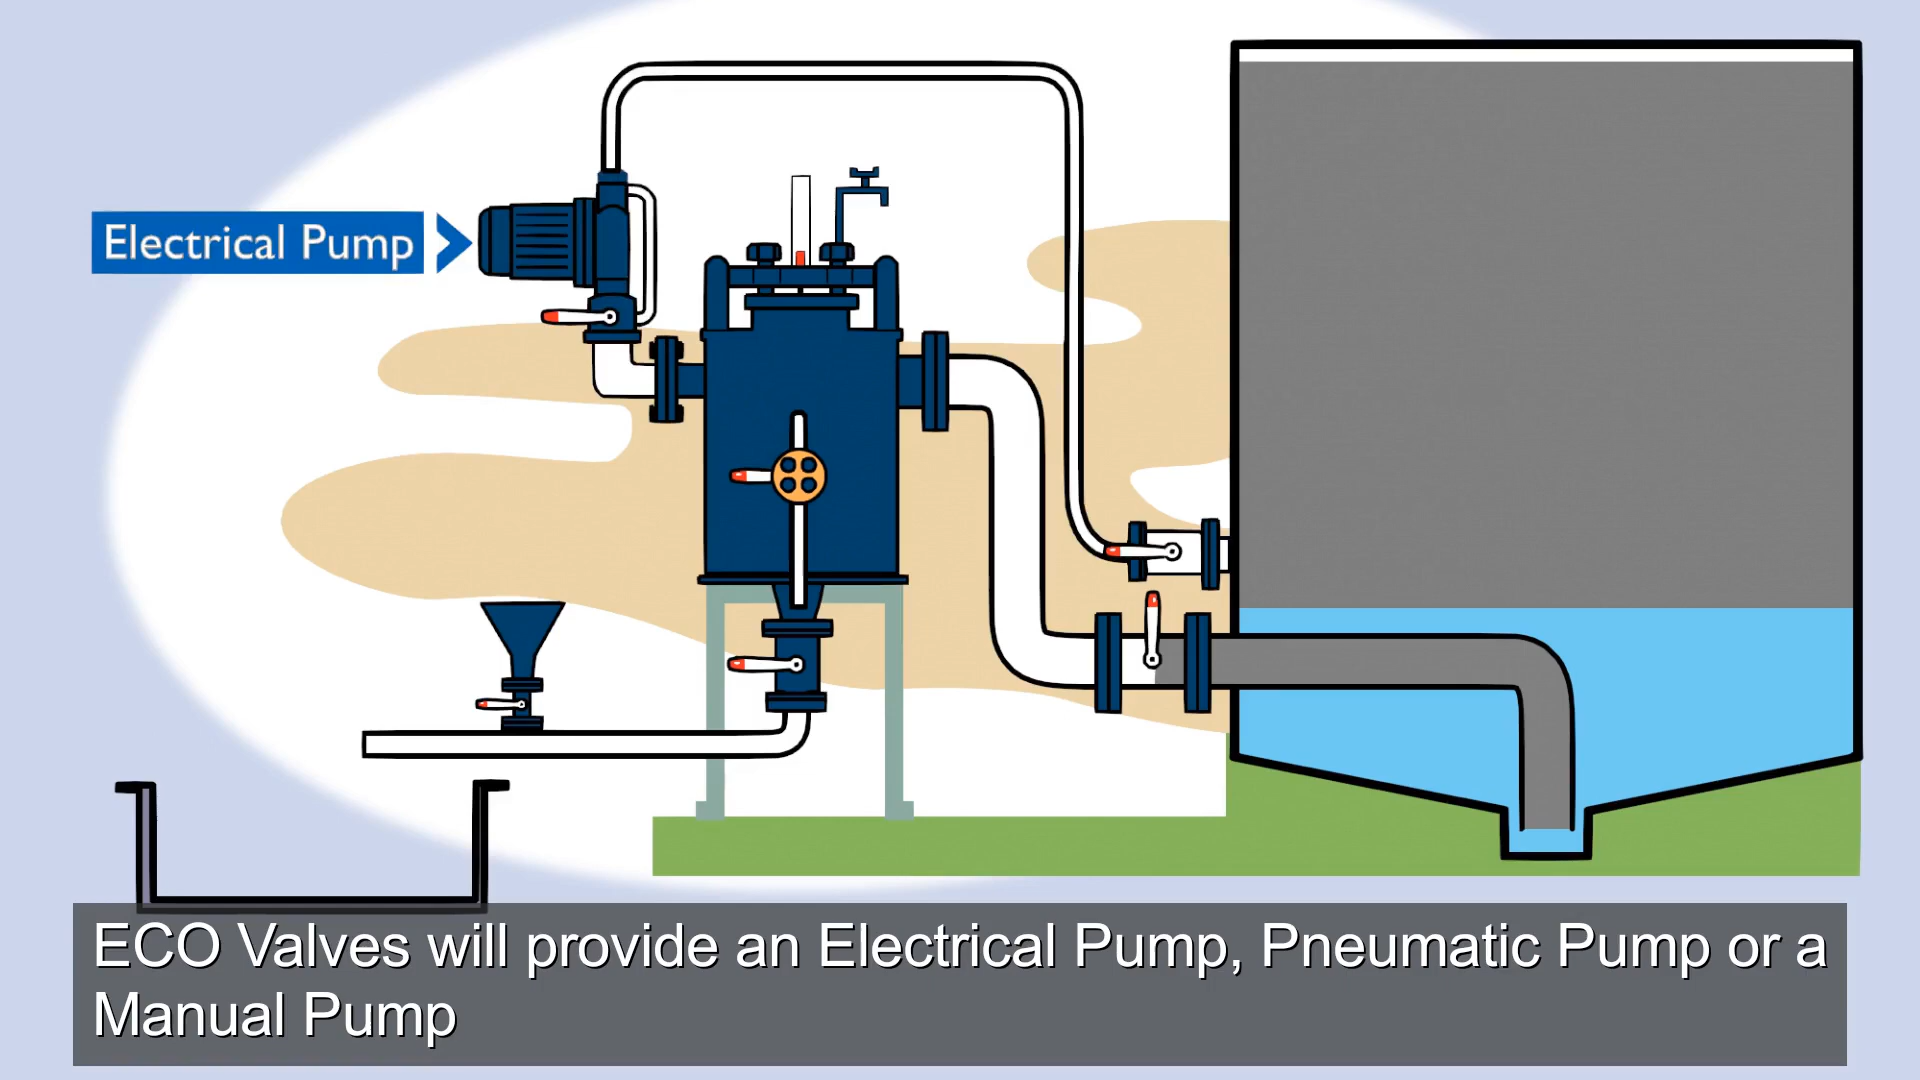 Electrical Pump
ECO Valves will provide an Electrical Pump, Pneumatic Pump or a
Manual Pump